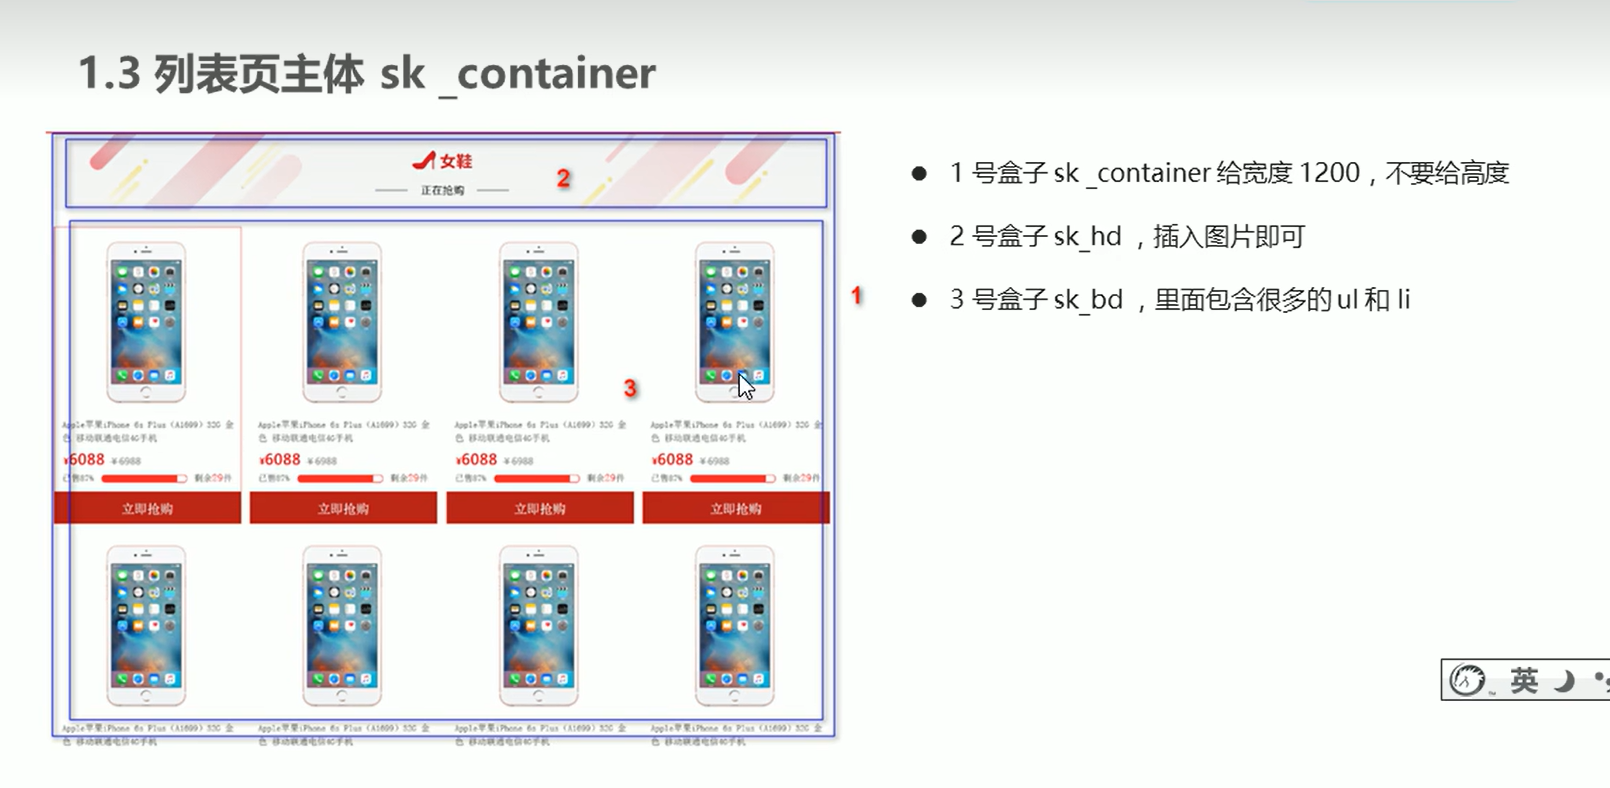 1.3 列表页主体 sk _container
女鞋
正在抢购
2
1
3
● 1 号盒子 sk _container 给宽度 1200，不要给高度
● 2 号盒子 sk_hd ，插入图片即可
● 3 号盒子 sk_bd ，里面包含很多的 ul 和 li
Apple苹果iPhone 6s Plus（A1699）32G 金 Apple苹果iPhone 6s Plus（A1699）32G 金 Apple苹果iPhone 6s Plus（A1699）32G 金 Apple苹果iPhone 6s Plus（A1699）32G 金
色 移动联通电信4G手机 色 移动联通电信4G手机 色 移动联通电信4G手机 色 移动联通电信4G手机
¥6088 ¥6988 ¥6088 ¥6988 ¥6088 ¥6988 ¥6088 ¥6988
已售87% 剩余29件 已售87% 剩余29件 已售87% 剩余29件 已售87% 剩余29件
立即抢购 立即抢购 立即抢购 立即抢购
Apple苹果iPhone 6s Plus（A1699）32G 金 Apple苹果iPhone 6s Plus（A1699）32G 金 Apple苹果iPhone 6s Plus（A1699）32G 金 Apple苹果iPhone 6s Plus（A1699）32G 金
色 移动联通电信4G手机 色 移动联通电信4G手机 色 移动联通电信4G手机 色 移动联通电信4G手机
英